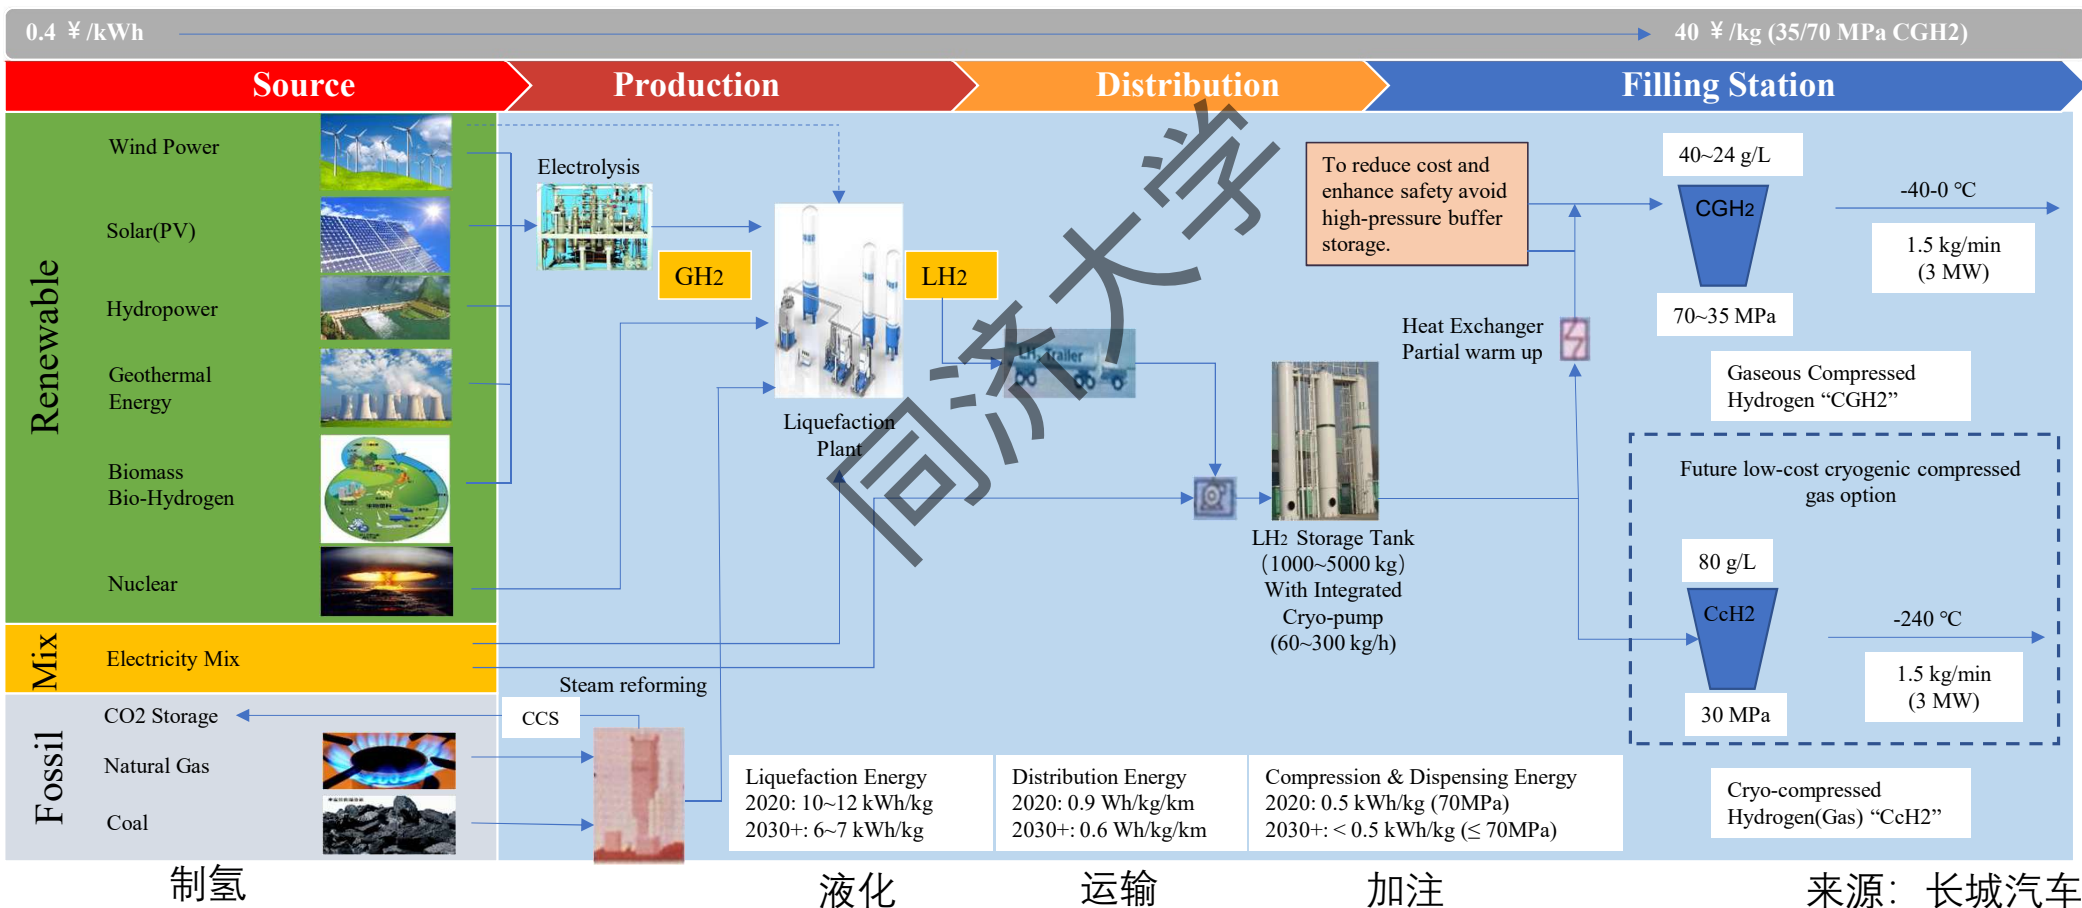 0.4 ¥/kWh
40 ¥/kg (35/70 MPa CGH2)
Source
Production
Distribution
Filling Station
Renewable
Wind Power
Solar(PV)
Hydropower
Geothermal
Energy
Biomass
Bio-Hydrogen
Nuclear
Mix
Electricity Mix
Fossil
CO2 Storage
Natural Gas
Coal
Electrolysis
GH2
Liquefaction
Plant
LH2
LH2 Trailer
Steam reforming
CCS
LH2 Storage Tank
(1000~5000 kg)
With Integrated
Cryo-pump
(60~300 kg/h)
To reduce cost and
enhance safety avoid
high-pressure buffer
storage.
Heat Exchanger
Partial warm up
40~24 g/L
CGH2
70~35 MPa
-40-0 ℃
1.5 kg/min
(3 MW)
Gaseous Compressed
Hydrogen “CGH2”
Future low-cost cryogenic compressed
gas option
80 g/L
CcH2
30 MPa
-240 ℃
1.5 kg/min
(3 MW)
Cryo-compressed
Hydrogen(Gas) “CcH2”
Liquefaction Energy
2020: 10~12 kWh/kg
2030+: 6~7 kWh/kg
Distribution Energy
2020: 0.9 Wh/kg/km
2030+: 0.6 Wh/kg/km
Compression & Dispensing Energy
2020: 0.5 kWh/kg (70MPa)
2030+: < 0.5 kWh/kg (≤ 70MPa)
制氢
液化
运输
加注
来源：长城汽车
同济大学